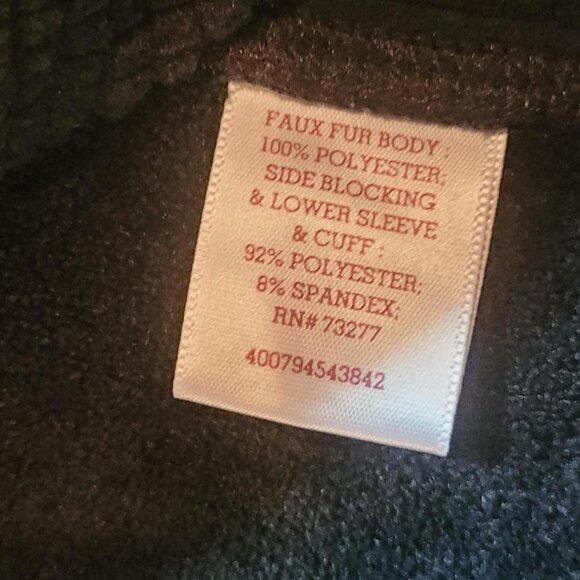 FAUX FUR BODY :
100% POLYESTER;
SIDE BLOCKING
& LOWER SLEEVE
& CUFF :
92% POLYESTER;
8% SPANDEX;
RN# 73277
400794543842